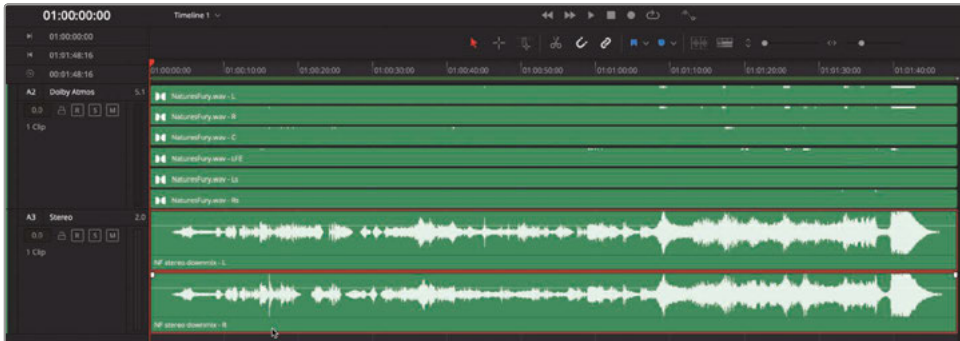 01:00:00:00 Timeline 1
01:00:00:00
01:01:48:16
00:01:48:16
01:00:00:00 01:00:10:00 01:00:20:00 01:00:30:00 01:00:40:00 01:00:50:00 01:01:00:00 01:01:10:00 01:01:20:00 01:01:30:00 01:01:40:00
A2 Dolby Atmos 5.1
0.0 R S M
1 Clip
NaturesFury.wav - L
NaturesFury.wav - R
NaturesFury.wav - C
NaturesFury.wav - LFE
NaturesFury.wav - Ls
NaturesFury.wav - Rs
A3 Stereo 2.0
0.0 R S M
1 Clip
NF stereo downmix - L
NF stereo downmix - R